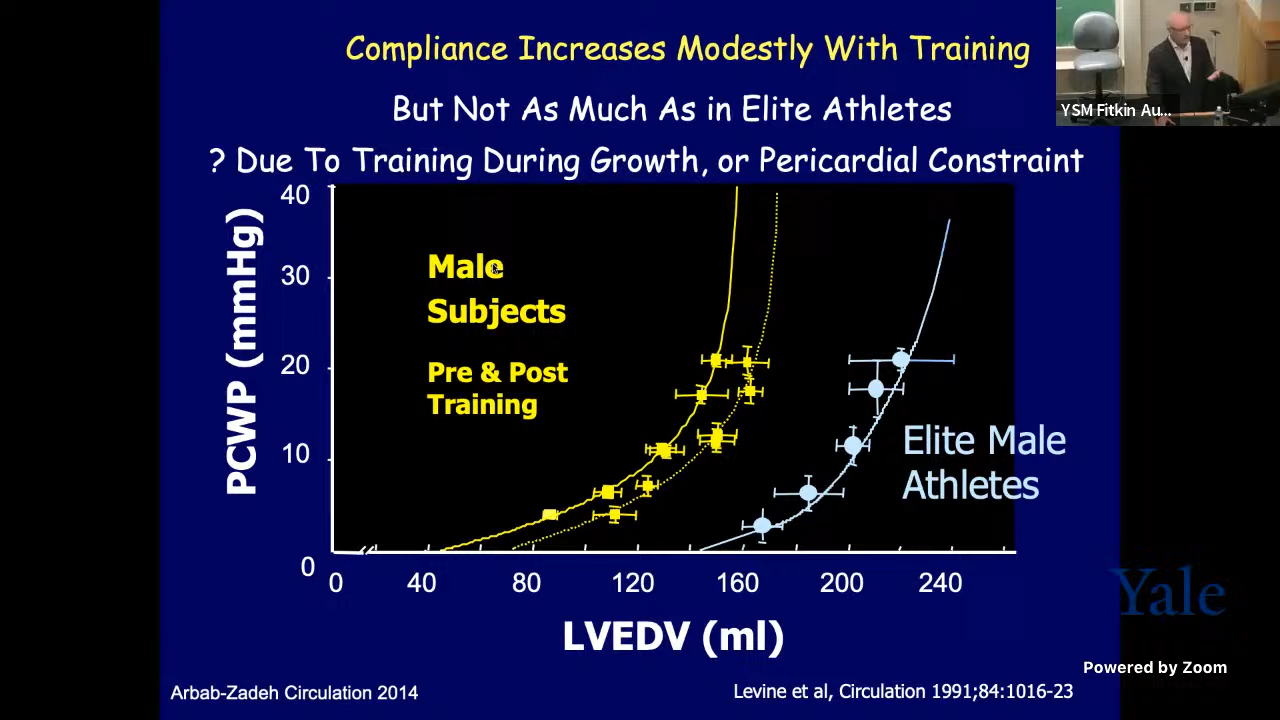 Compliance Increases Modestly With Training
But Not As Much As in Elite Athletes
? Due To Training During Growth, or Pericardial Constraint
YSM Fitkin Au...
PCWP (mmHg)
40
30
20
10
0
Male
Subjects
Pre & Post
Training
Elite Male
Athletes
0 40 80 120 160 200 240
LVEDV (ml)
Yale
Powered by Zoom
Arbab-Zadeh Circulation 2014
Levine et al, Circulation 1991;84:1016-23